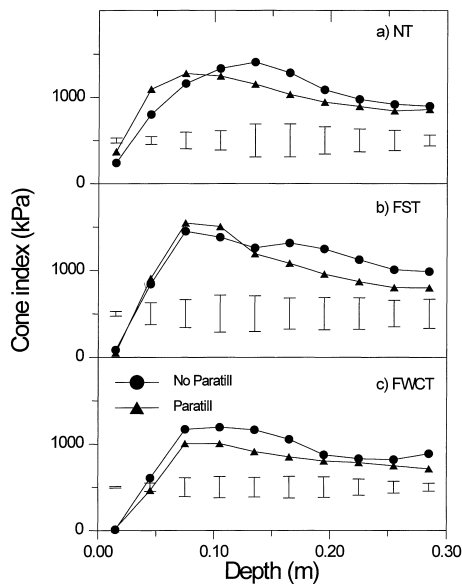 a) NT
1000
0
b) FST
1000
0
No Paratill
Paratill
c) FWCT
1000
0
0.00 0.10 0.20 0.30
Depth (m)
Cone index (kPa)